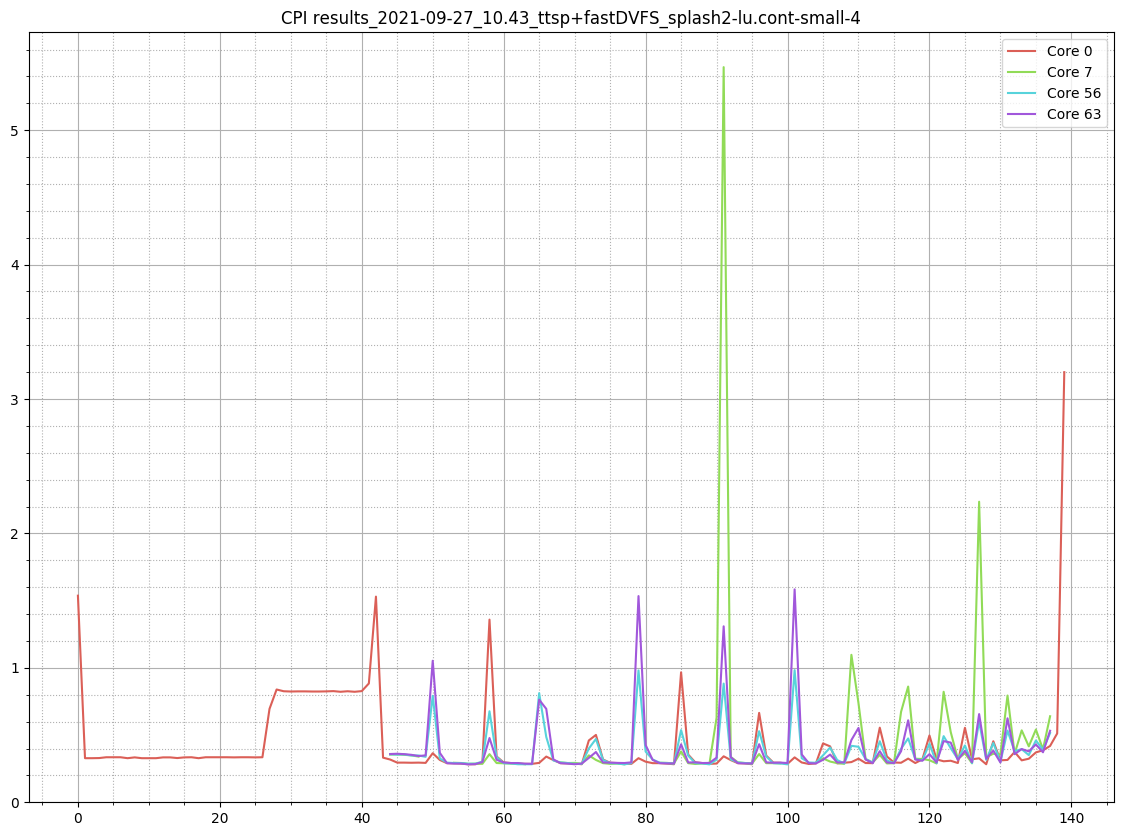 CPI results_2021-09-27_10.43_ttsp+fastDVFS_splash2-lu.cont-small-4
Core 0
Core 7
Core 56
Core 63
5
4
3
2
1
0
0 20 40 60 80 100 120 140